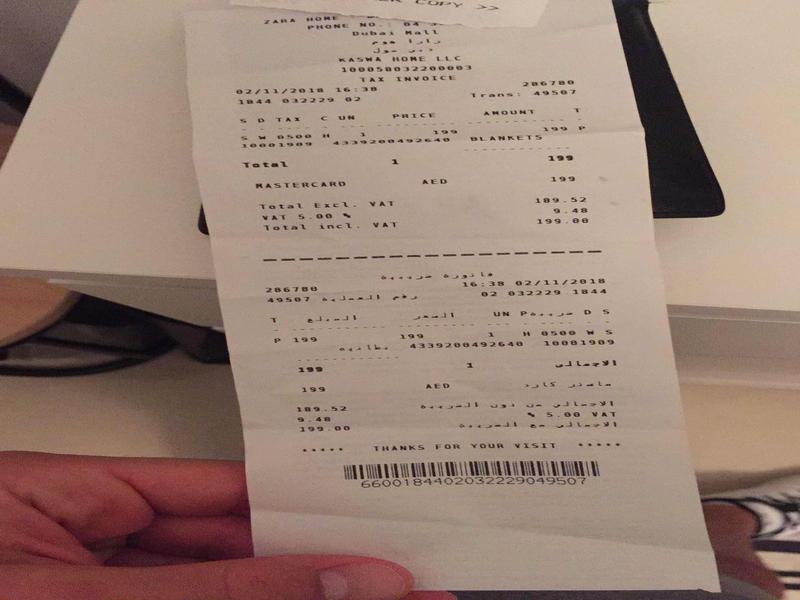 COPY >>
ZARA HOME
PHONE NO.: 04
Dubai Mall
زارا هوم
دبي مول
KASWA HOME LLC
100058032200003
TAX INVOICE
02/11/2018 16:38 286780
1844 032229 02 Trans: 49507
S D TAX C UN PRICE AMOUNT T
S W 0500 H 1 199 199 P
10001909 4339200492640 BLANKETS
Total 1 199
MASTERCARD AED 199
Total Excl. VAT 189.52
VAT 5.00 % 9.48
Total incl. VAT 199.00
فاتورة ضريبية
286780 16:38 02/11/2018
49507 رقم العملية 02 032229 1844
T المبلغ السعر UN P ضريبة D S
P 199 199 1 H 0500 W S
بطانيه 4339200492640 10001909
199 1 الاجمالي
199 AED ماستر كارد
189.52 الاجمالي من دون الضريبة
9.48 % 5.00 VAT
199.00 الاجمالي مع الضريبة
***** THANKS FOR YOUR VISIT *****
6600184402032229049507